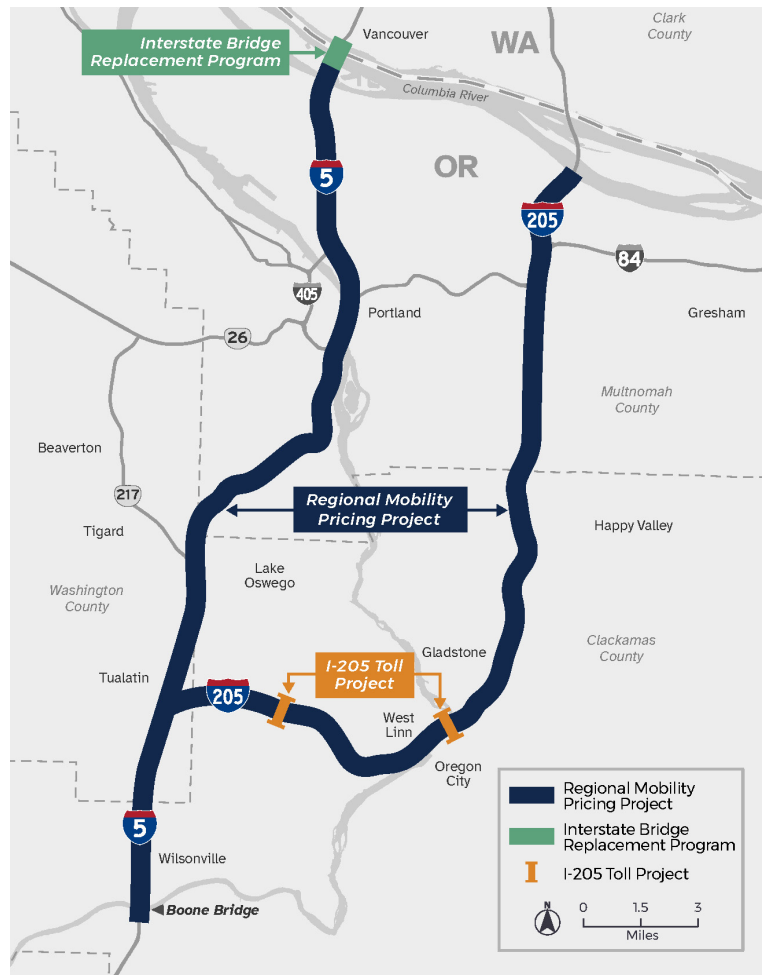 Vancouver
WA
Clark
County
Interstate Bridge
Replacement Program
Columbia River
OR
5
205
84
405
Portland
Gresham
26
Multnomah
County
Beaverton
217
Regional Mobility
Pricing Project
Happy Valley
Tigard
Lake
Oswego
Washington
County
Clackamas
County
Gladstone
I-205 Toll
Project
Tualatin
205
West
Linn
Oregon
City
5
Wilsonville
Boone Bridge
Regional Mobility
Pricing Project
Interstate Bridge
Replacement Program
I-205 Toll Project
N
0 1.5 3
Miles